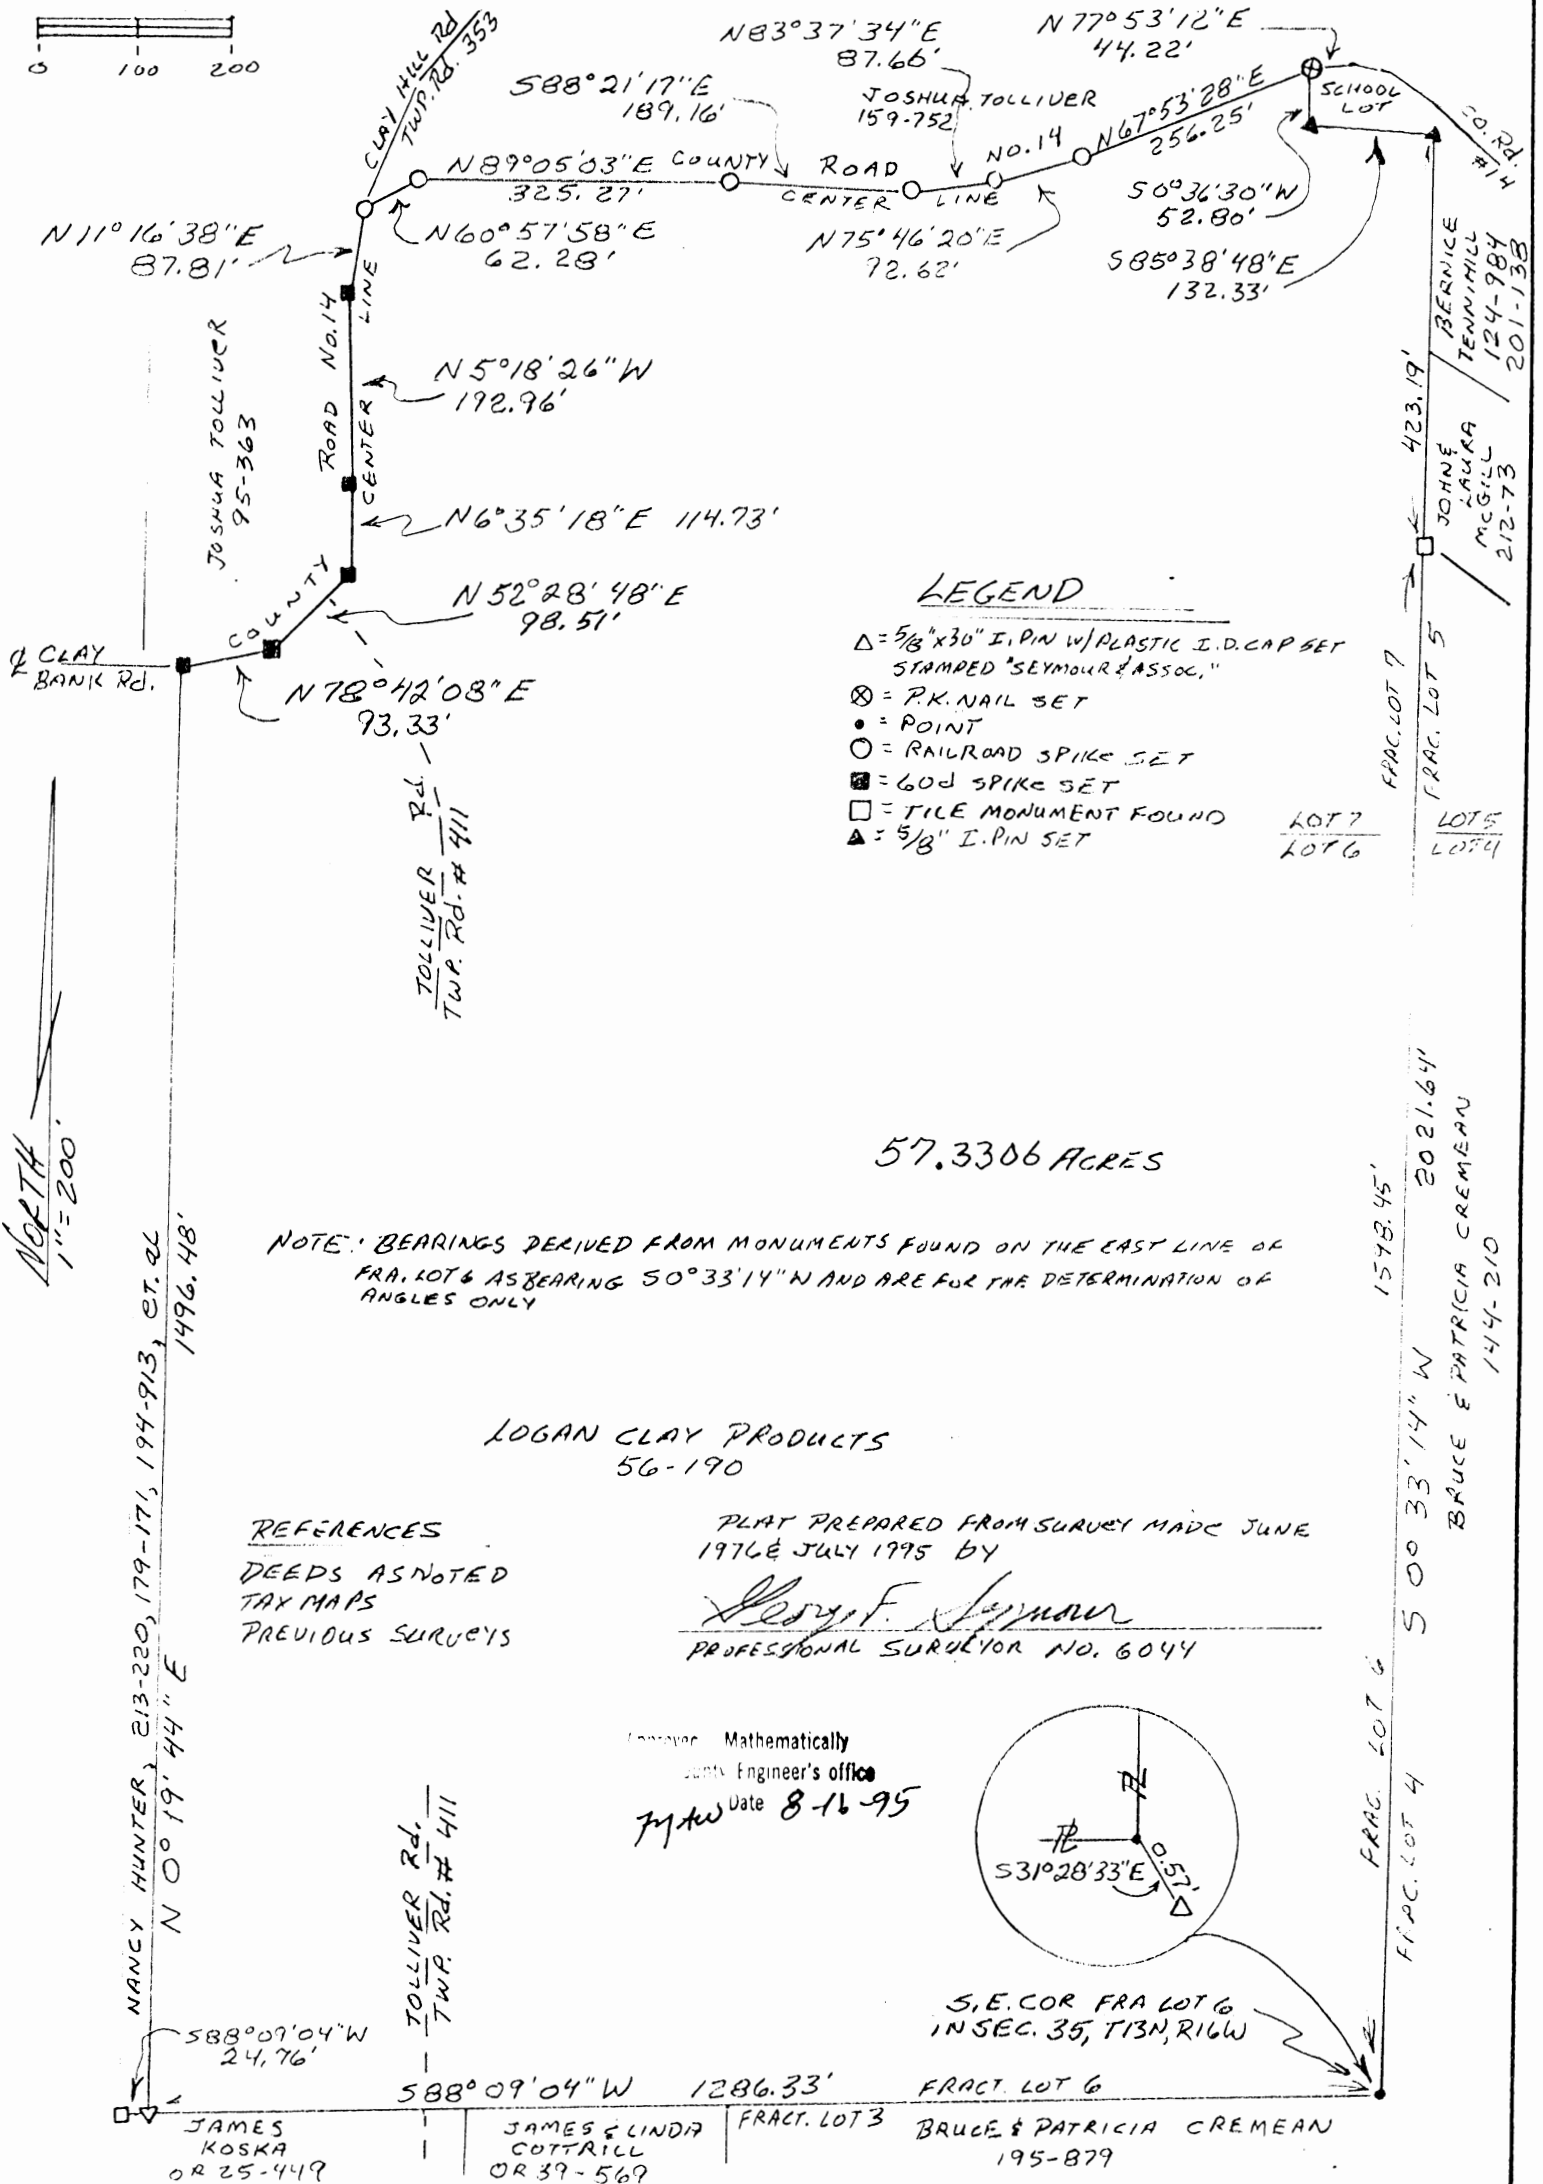 0 100 200
CLAY HILL Rd
TWP. Rd. 353
N83°37'34"E
87.66'
N77°53'12"E
44.22'
S88°21'17"E
189.16'
JOSHUA TOLLIVER
159-752
N67°53'28"E
256.25'
SCHOOL
LOT
CO. Rd.
#14
N89°05'03"E
325.27'
COUNTY ROAD NO.14
CENTER LINE
N11°16'38"E
87.81'
N60°57'58"E
62.28'
N75°46'20"E
92.62'
S0°36'30"W
52.80'
S85°38'48"E
132.33'
BERNICE
TENNIHILL
124-984
201-138
JOSHUA TOLLIVER
95-363
COUNTY ROAD NO.14
CENTER LINE
N5°18'26"W
192.96'
423.19'
JOHN &
LAURA
McGILL
212-73
N6°35'18"E 114.73'
N52°28'48"E
98.51'
℄ CLAY
BANK Rd.
N78°42'08"E
93.33'
LEGEND
△ = 5/8"x30" I. PIN W/PLASTIC I.D. CAP SET
STAMPED "SEYMOUR & ASSOC."
⊗ = P.K. NAIL SET
• = POINT
○ = RAILROAD SPIKE SET
■ = 60d SPIKE SET
□ = TILE MONUMENT FOUND
▲ = 5/8" I. PIN SET
FRAC. LOT 7
FRAC. LOT 5
LOT 7
LOT 6
LOT 5
LOT 4
TOLLIVER Rd.
TWP. Rd. # 411
NORTH
1"=200'
57.3306 ACRES
NOTE: BEARINGS DERIVED FROM MONUMENTS FOUND ON THE EAST LINE OF
FRA. LOT 6 AS BEARING S0°33'14"W AND ARE FOR THE DETERMINATION OF
ANGLES ONLY
1598.45'
2021.64'
S 0° 33' 14" W
BRUCE & PATRICIA CREMEAN
144-210
NANCY HUNTER, 213-220, 179-171, 194-913, ET. AL
N 0° 19' 44" E
1496.48'
LOGAN CLAY PRODUCTS
56-190
REFERENCES
DEEDS AS NOTED
TAX MAPS
PREVIOUS SURVEYS
PLAT PREPARED FROM SURVEY MADE JUNE
1976 & JULY 1995 BY
George F. Seymour
PROFESSIONAL SURVEYOR NO. 6044
Mathematically
Engineer's office
Date 8-16-95
℄
℄
S31°28'33"E
0.57'
FRAC. LOT 6
FRAC. LOT 4
TOLLIVER Rd.
TWP. Rd. # 411
S.E. COR FRA LOT 6
IN SEC. 35, T13N, R16W
S88°09'04"W
24.76'
S88°09'04"W 1286.33' FRACT. LOT 6
JAMES
KOSKA
OR 25-449
JAMES & LINDA
COTTRILL
OR 39-569
FRACT. LOT 3
BRUCE & PATRICIA CREMEAN
195-879